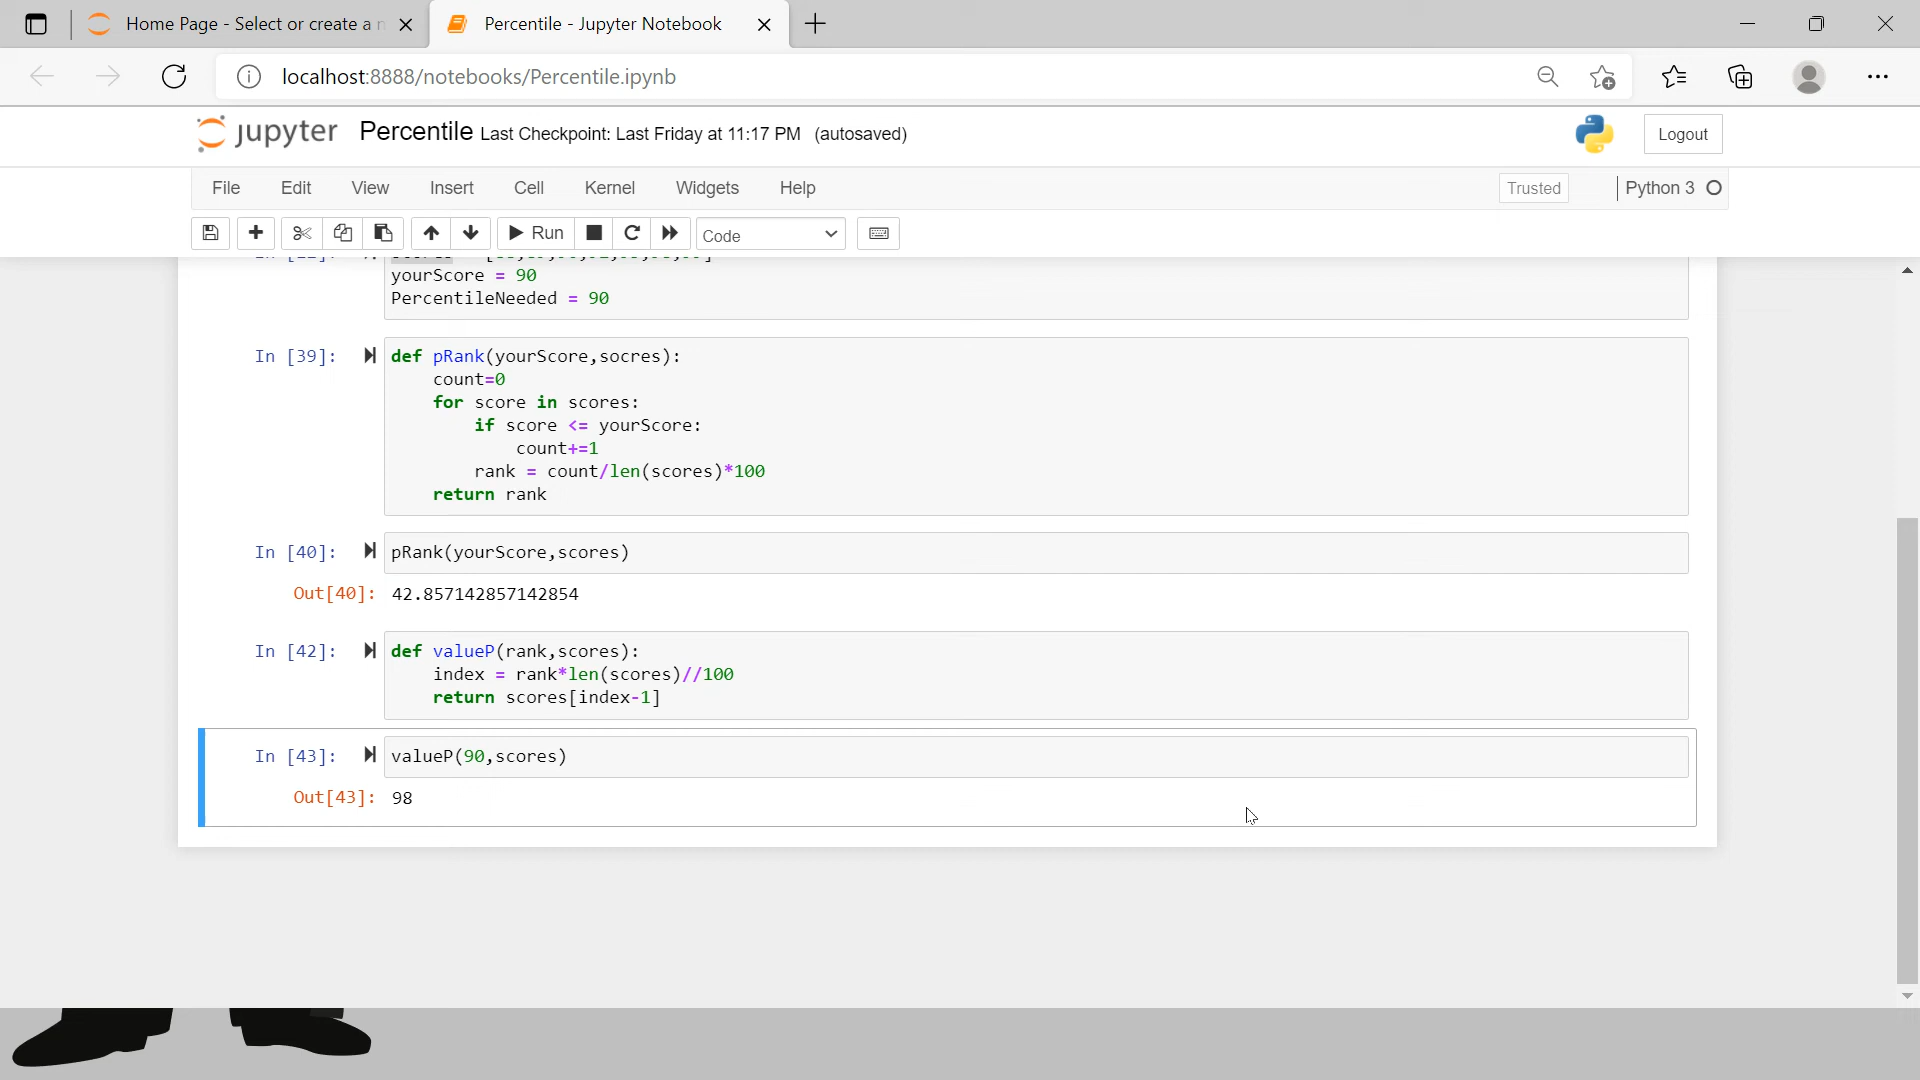 Home Page - Select or create a n
Percentile - Jupyter Notebook
localhost:8888/notebooks/Percentile.ipynb
jupyter Percentile Last Checkpoint: Last Friday at 11:17 PM (autosaved)
Logout
File Edit View Insert Cell Kernel Widgets Help
Trusted
Python 3
Run
Code
yourScore = 90
PercentileNeeded = 90
In [39]:
def pRank(yourScore,socres):
count=0
for score in scores:
if score <= yourScore:
count+=1
rank = count/len(scores)*100
return rank
In [40]:
pRank(yourScore,scores)
Out[40]: 42.857142857142854
In [42]:
def valueP(rank,scores):
index = rank*len(scores)//100
return scores[index-1]
In [43]:
valueP(90,scores)
Out[43]: 98